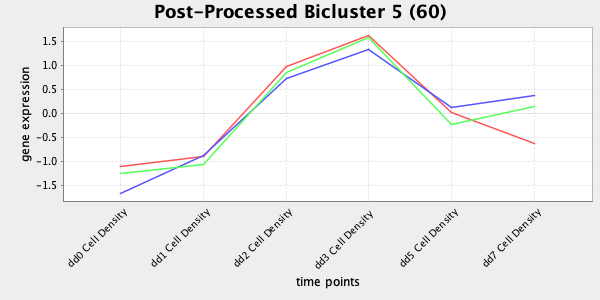 Post-Processed Bicluster 5 (60)
gene expression
1.5
1.0
0.5
0.0
-0.5
-1.0
-1.5
dd0 Cell Density
dd1 Cell Density
dd2 Cell Density
dd3 Cell Density
dd5 Cell Density
dd7 Cell Density
time points